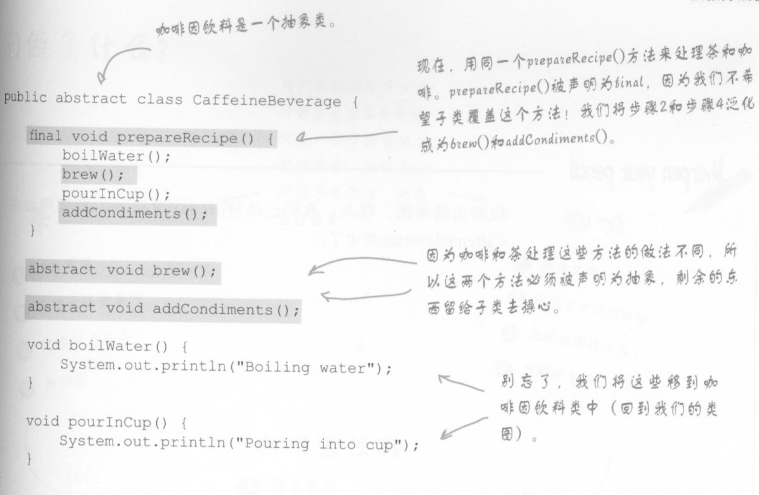 咖啡因饮料是一个抽象类。
现在，用同一个prepareRecipe()方法来处理茶和咖
啡。prepareRecipe()被声明为final，因为我们不希
望子类覆盖这个方法！我们将步骤2和步骤4泛化
成为brew()和addCondiments()。
public abstract class CaffeineBeverage {
final void prepareRecipe() {
boilWater();
brew();
pourInCup();
addCondiments();
}
abstract void brew();
abstract void addCondiments();
因为咖啡和茶处理这些方法的做法不同，所
以这两个方法必须被声明为抽象，剩余的东
西留给子类去操心。
void boilWater() {
System.out.println("Boiling water");
}
别忘了，我们将这些移到咖
啡因饮料类中（回到我们的类
图）。
void pourInCup() {
System.out.println("Pouring into cup");
}